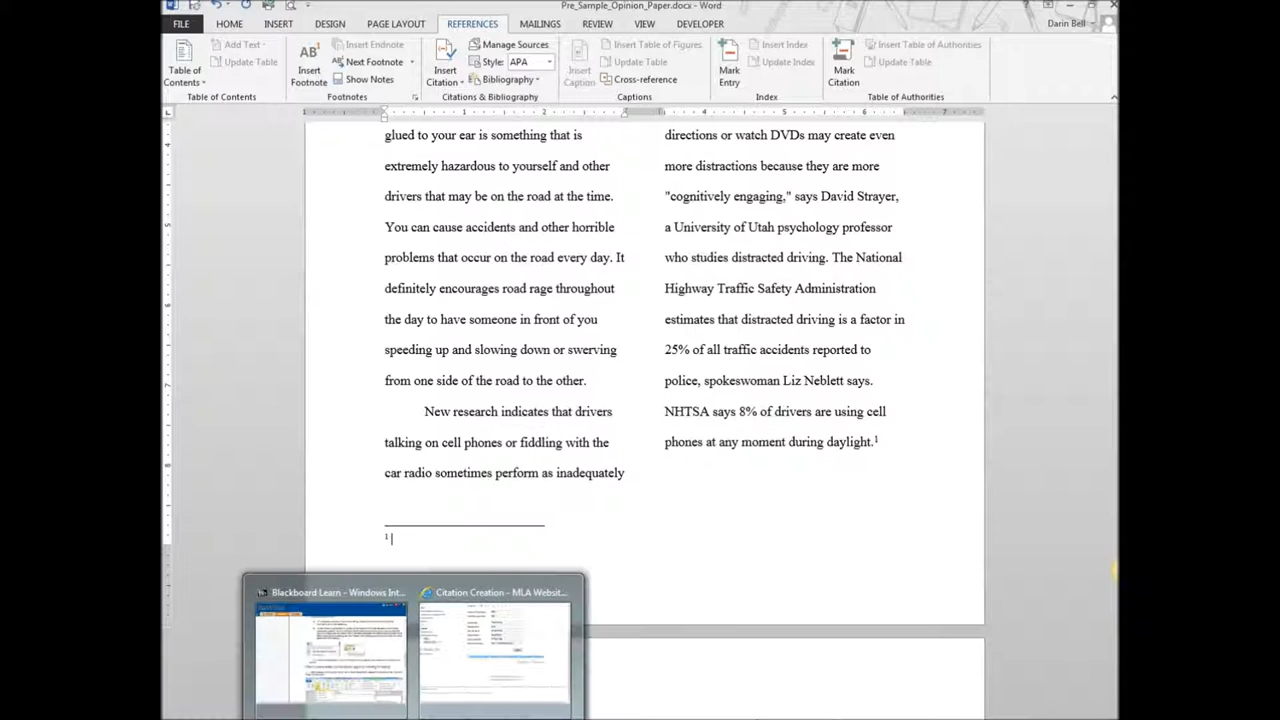 Pre_Sample_Opinion_Paper.docx - Word
FILE HOME INSERT DESIGN PAGE LAYOUT REFERENCES MAILINGS REVIEW VIEW DEVELOPER Darin Bell
Table of Contents
Add Text
Update Table
Table of Contents
AB1
Insert Footnote
Insert Endnote
Next Footnote
Show Notes
Footnotes
Insert Citation
Manage Sources
Style: APA
Bibliography
Citations & Bibliography
Insert Caption
Insert Table of Figures
Update Table
Cross-reference
Captions
Mark Entry
Insert Index
Update Index
Index
Mark Citation
Insert Table of Authorities
Update Table
Table of Authorities
1 1 2 4 5 6 7
glued to your ear is something that is
extremely hazardous to yourself and other
drivers that may be on the road at the time.
You can cause accidents and other horrible
problems that occur on the road every day. It
definitely encourages road rage throughout
the day to have someone in front of you
speeding up and slowing down or swerving
from one side of the road to the other.
New research indicates that drivers
talking on cell phones or fiddling with the
car radio sometimes perform as inadequately
directions or watch DVDs may create even
more distractions because they are more
"cognitively engaging," says David Strayer,
a University of Utah psychology professor
who studies distracted driving. The National
Highway Traffic Safety Administration
estimates that distracted driving is a factor in
25% of all traffic accidents reported to
police, spokeswoman Liz Neblett says.
NHTSA says 8% of drivers are using cell
phones at any moment during daylight.1
1
Blackboard Learn - Windows Int...
Citation Creation - MLA Websit...